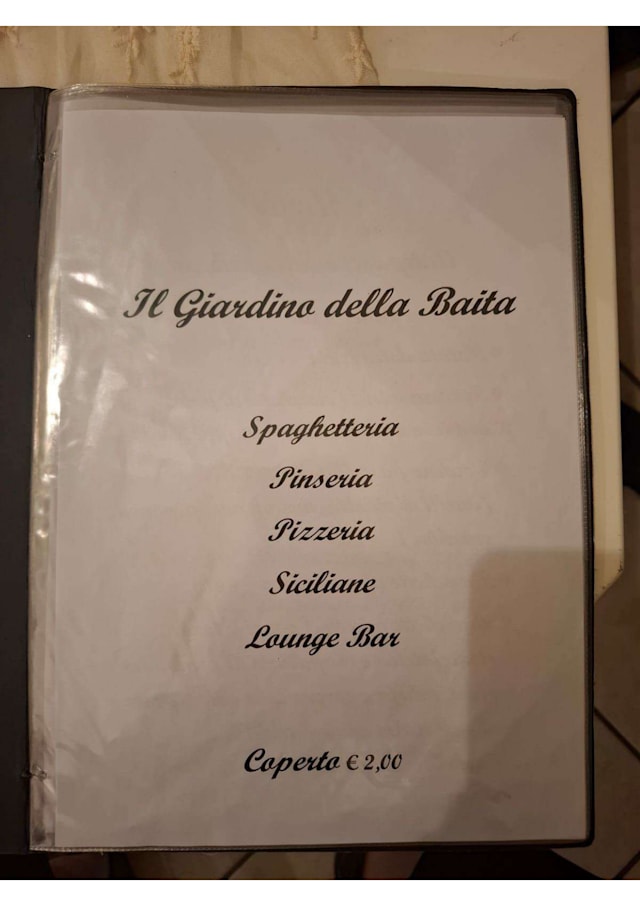 Il Giardino della Baita
Spaghetteria
Pinseria
Pizzeria
Siciliane
Lounge Bar
Coperto € 2,00